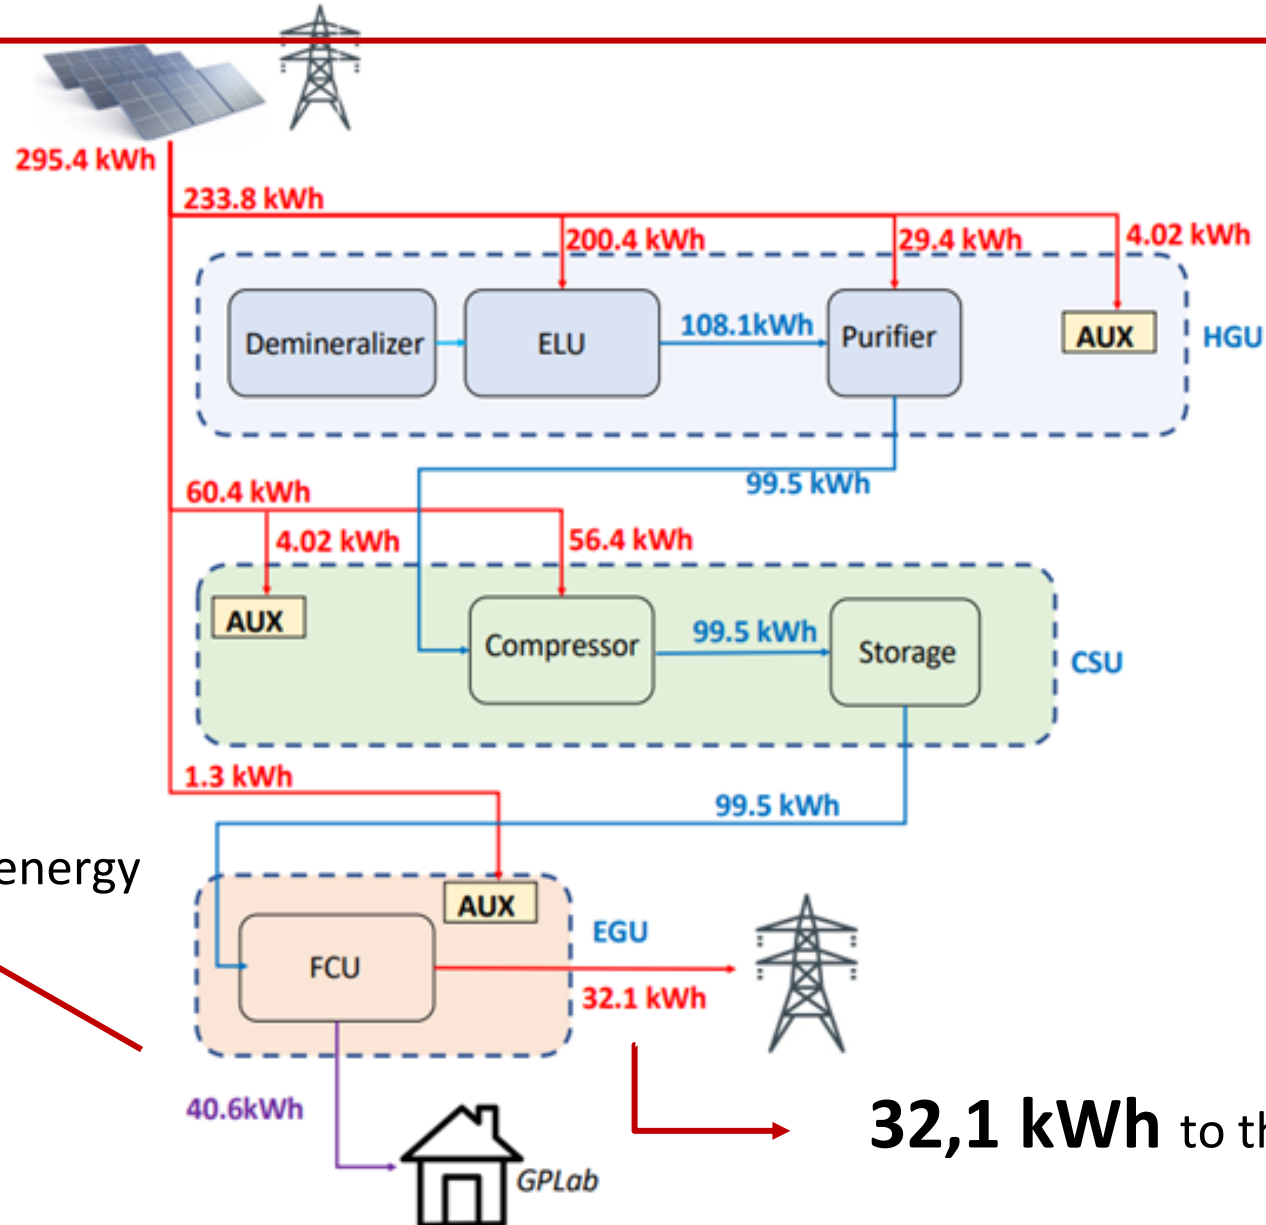 295.4 kWh
233.8 kWh
200.4 kWh
29.4 kWh
4.02 kWh
Demineralizer
ELU
108.1kWh
Purifier
AUX
HGU
99.5 kWh
60.4 kWh
4.02 kWh
56.4 kWh
AUX
Compressor
99.5 kWh
Storage
CSU
1.3 kWh
99.5 kWh
energy
AUX
EGU
FCU
32.1 kWh
40.6kWh
32,1 kWh to th
GPLab